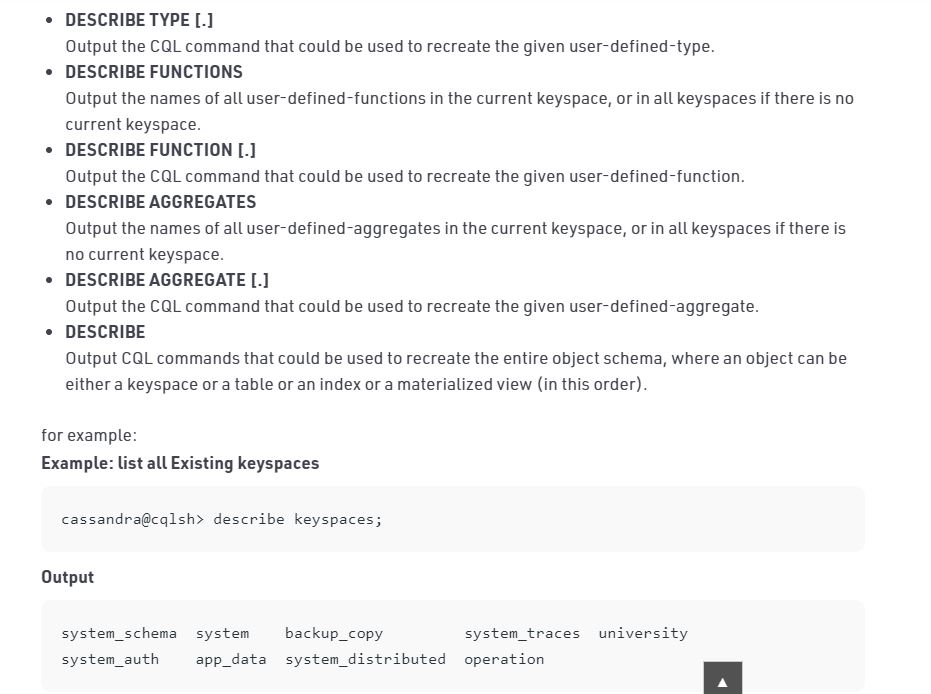 • DESCRIBE TYPE [.]
Output the CQL command that could be used to recreate the given user-defined-type.
• DESCRIBE FUNCTIONS
Output the names of all user-defined-functions in the current keyspace, or in all keyspaces if there is no
current keyspace.
• DESCRIBE FUNCTION [.]
Output the CQL command that could be used to recreate the given user-defined-function.
• DESCRIBE AGGREGATES
Output the names of all user-defined-aggregates in the current keyspace, or in all keyspaces if there is
no current keyspace.
• DESCRIBE AGGREGATE [.]
Output the CQL command that could be used to recreate the given user-defined-aggregate.
• DESCRIBE
Output CQL commands that could be used to recreate the entire object schema, where an object can be
either a keyspace or a table or an index or a materialized view (in this order).
for example:
Example: list all Existing keyspaces
cassandra@cqlsh> describe keyspaces;
Output
system_schema  system    backup_copy         system_traces  university
system_auth    app_data  system_distributed  operation